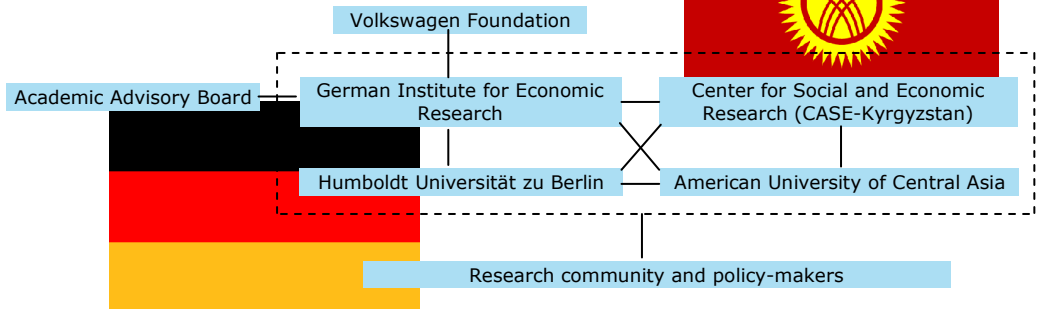 Volkswagen Foundation
Academic Advisory Board
German Institute for Economic
Research
Center for Social and Economic
Research (CASE-Kyrgyzstan)
Humboldt Universität zu Berlin
American University of Central Asia
Research community and policy-makers